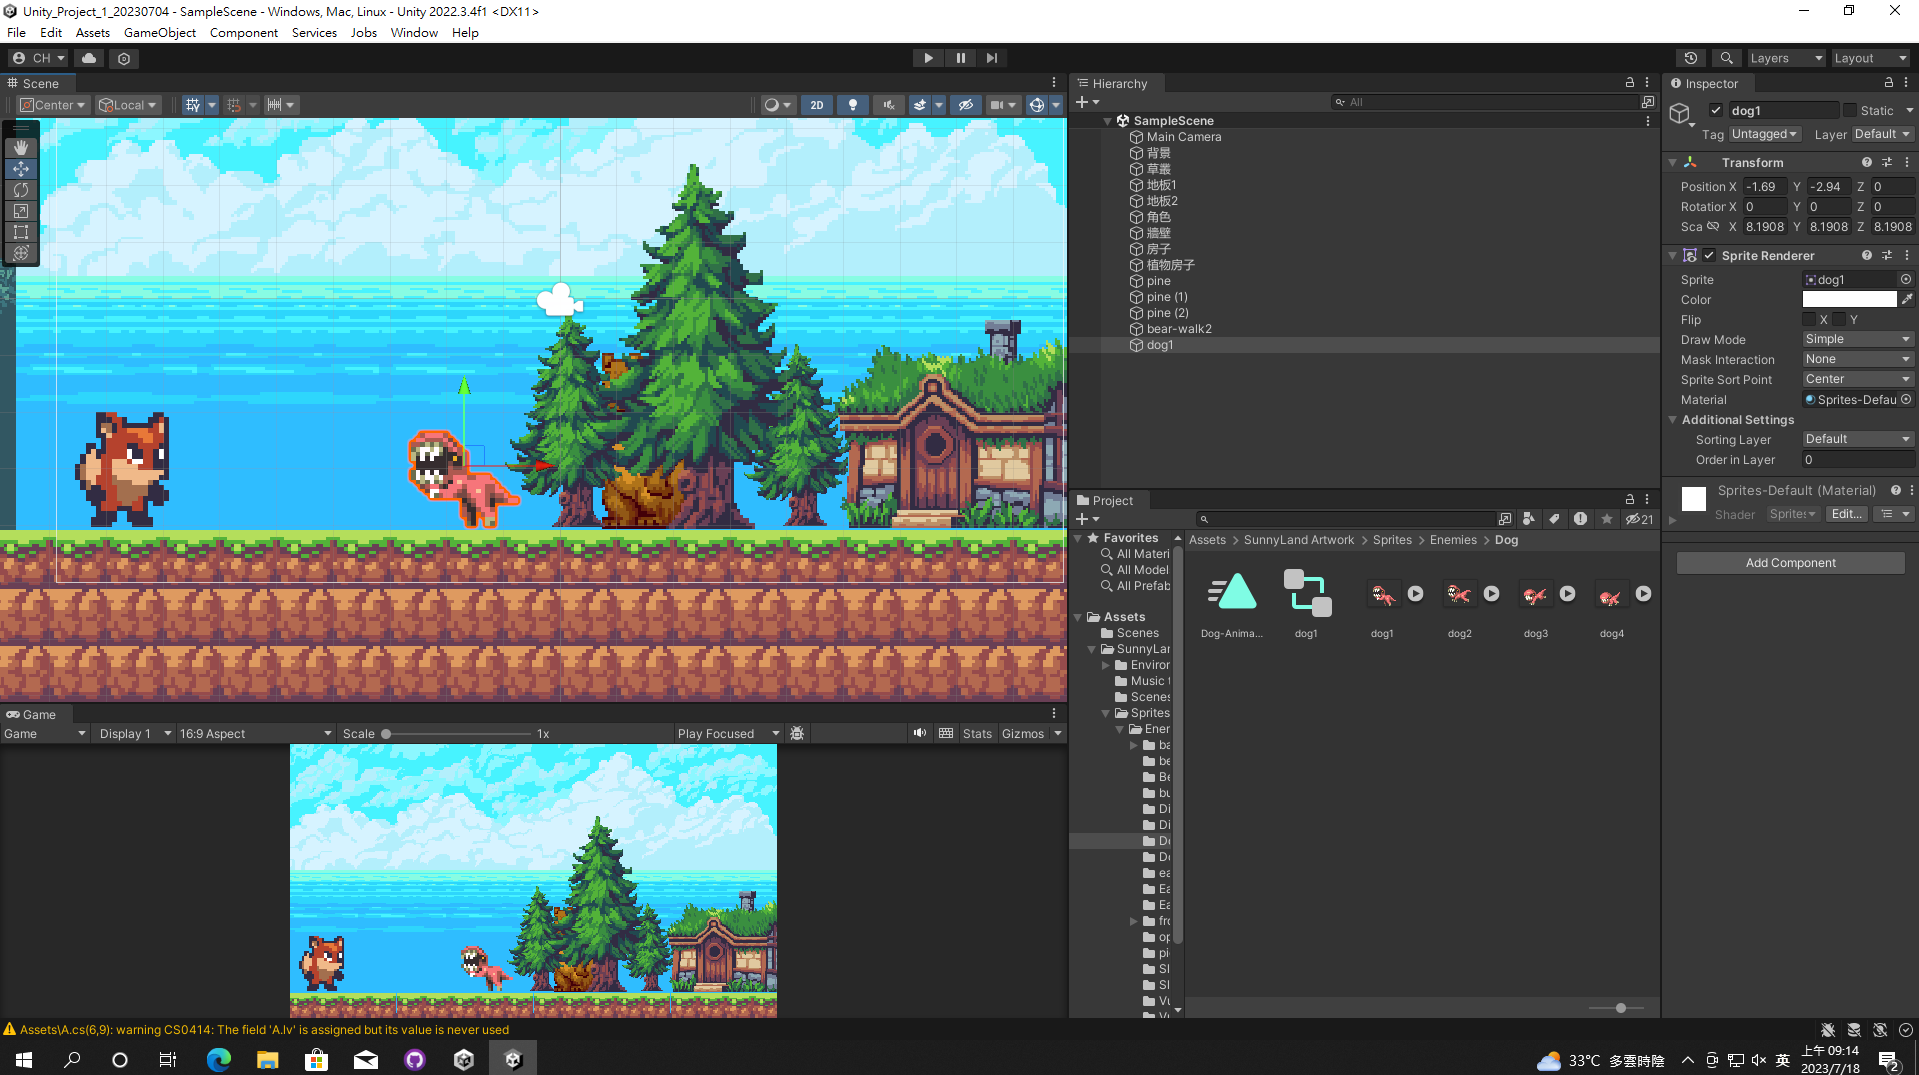 Unity_Project_1_20230704 - SampleScene - Windows, Mac, Linux - Unity 2022.3.4f1 <DX11>
File Edit Assets GameObject Component Services Jobs Window Help
CH Layers Layout
Scene
Center Local 2D
Hierarchy
All
SampleScene
Main Camera
背景
草叢
地板1
地板2
角色
牆壁
房子
植物房子
pine
pine (1)
pine (2)
bear-walk2
dog1
Inspector
dog1 Static
Tag Untagged Layer Default
Transform
Position X -1.69 Y -2.94 Z 0
Rotation X 0 Y 0 Z 0
Sca X 8.1908 Y 8.1908 Z 8.1908
Sprite Renderer
Sprite dog1
Color
Flip X Y
Draw Mode Simple
Mask Interaction None
Sprite Sort Point Center
Material Sprites-Defau
Additional Settings
Sorting Layer Default
Order in Layer 0
Sprites-Default (Material)
Shader Sprites Edit...
Add Component
Project
21
Favorites
All Materi
All Model
All Prefab
Assets
Scenes
SunnyLan
Environ
Music t
Scenes
Sprites
Enem
ba
be
Be
bu
Di
Di
Do
De
ea
Ea
Ea
fro
op
pi
Sl
Sl
Vu
Assets > SunnyLand Artwork > Sprites > Enemies > Dog
Dog-Anima... dog1 dog1 dog2 dog3 dog4
Game
Game Display 1 16:9 Aspect Scale 1x Play Focused Stats Gizmos
Assets\A.cs(6,9): warning CS0414: The field 'A.lv' is assigned but its value is never used
33°C 多雲時陰 英 上午 09:14
2023/7/18 2